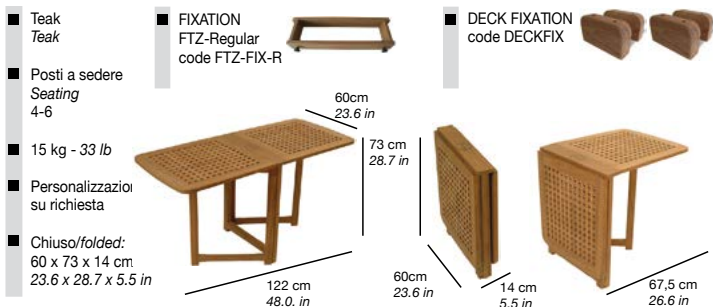 Teak
Teak
Posti a sedere
Seating
4-6
15 kg - 33 lb
su richiesta
Chiuso/folded:
60 x 73 x 14 cm
23.6 x 28.7 x 5.5 in
FIXATION
FTZ-Regular
code FTZ-FIX-R
DECK FIXATION
code DECKFIX
60cm
23.6 in
73 cm
28.7 in
122 cm
48.0. in
60cm
23.6 in
14 cm
5.5 in
67,5 cm
26.6 in